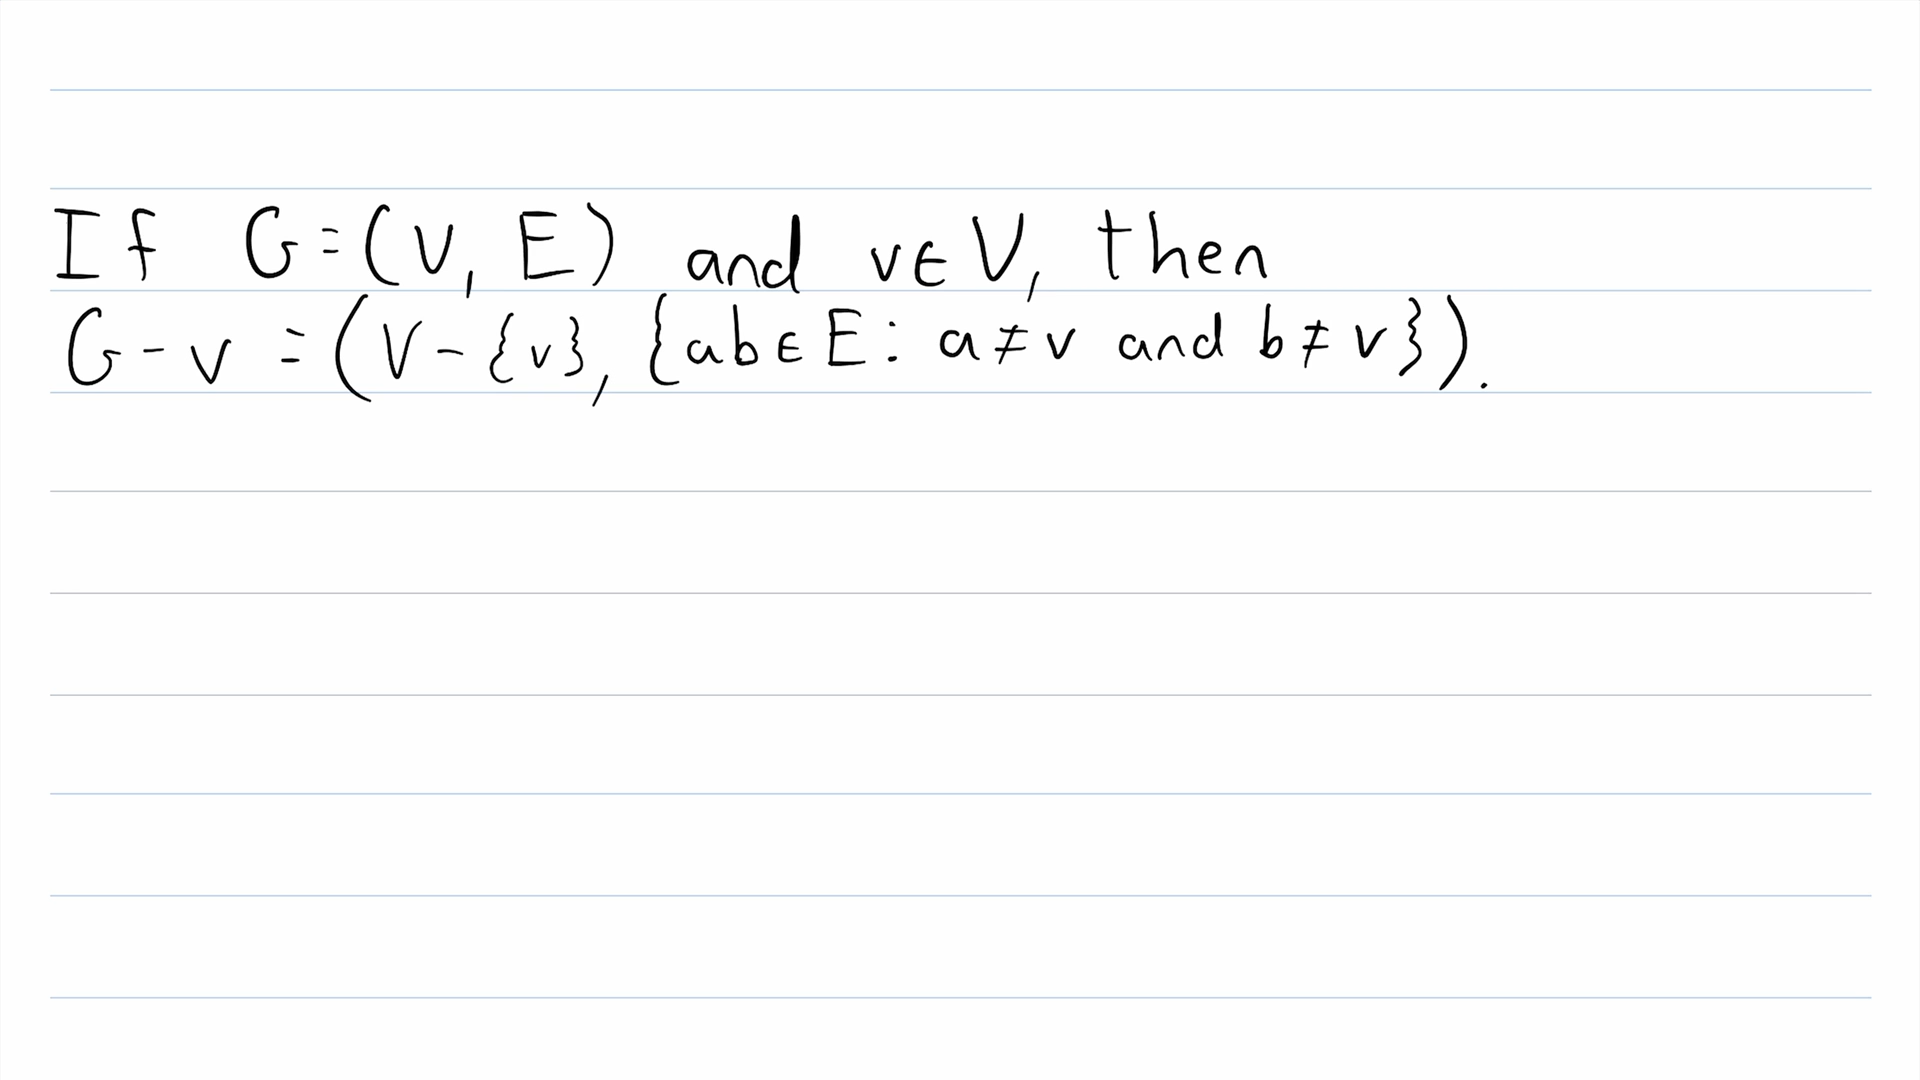 If G=(V, E) and v∈V, then
G-v = (V-{v}, {ab∈E: a≠v and b≠v}).